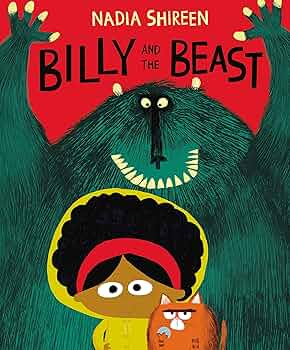 NADIA SHIREEN
BILLY AND THE BEAST